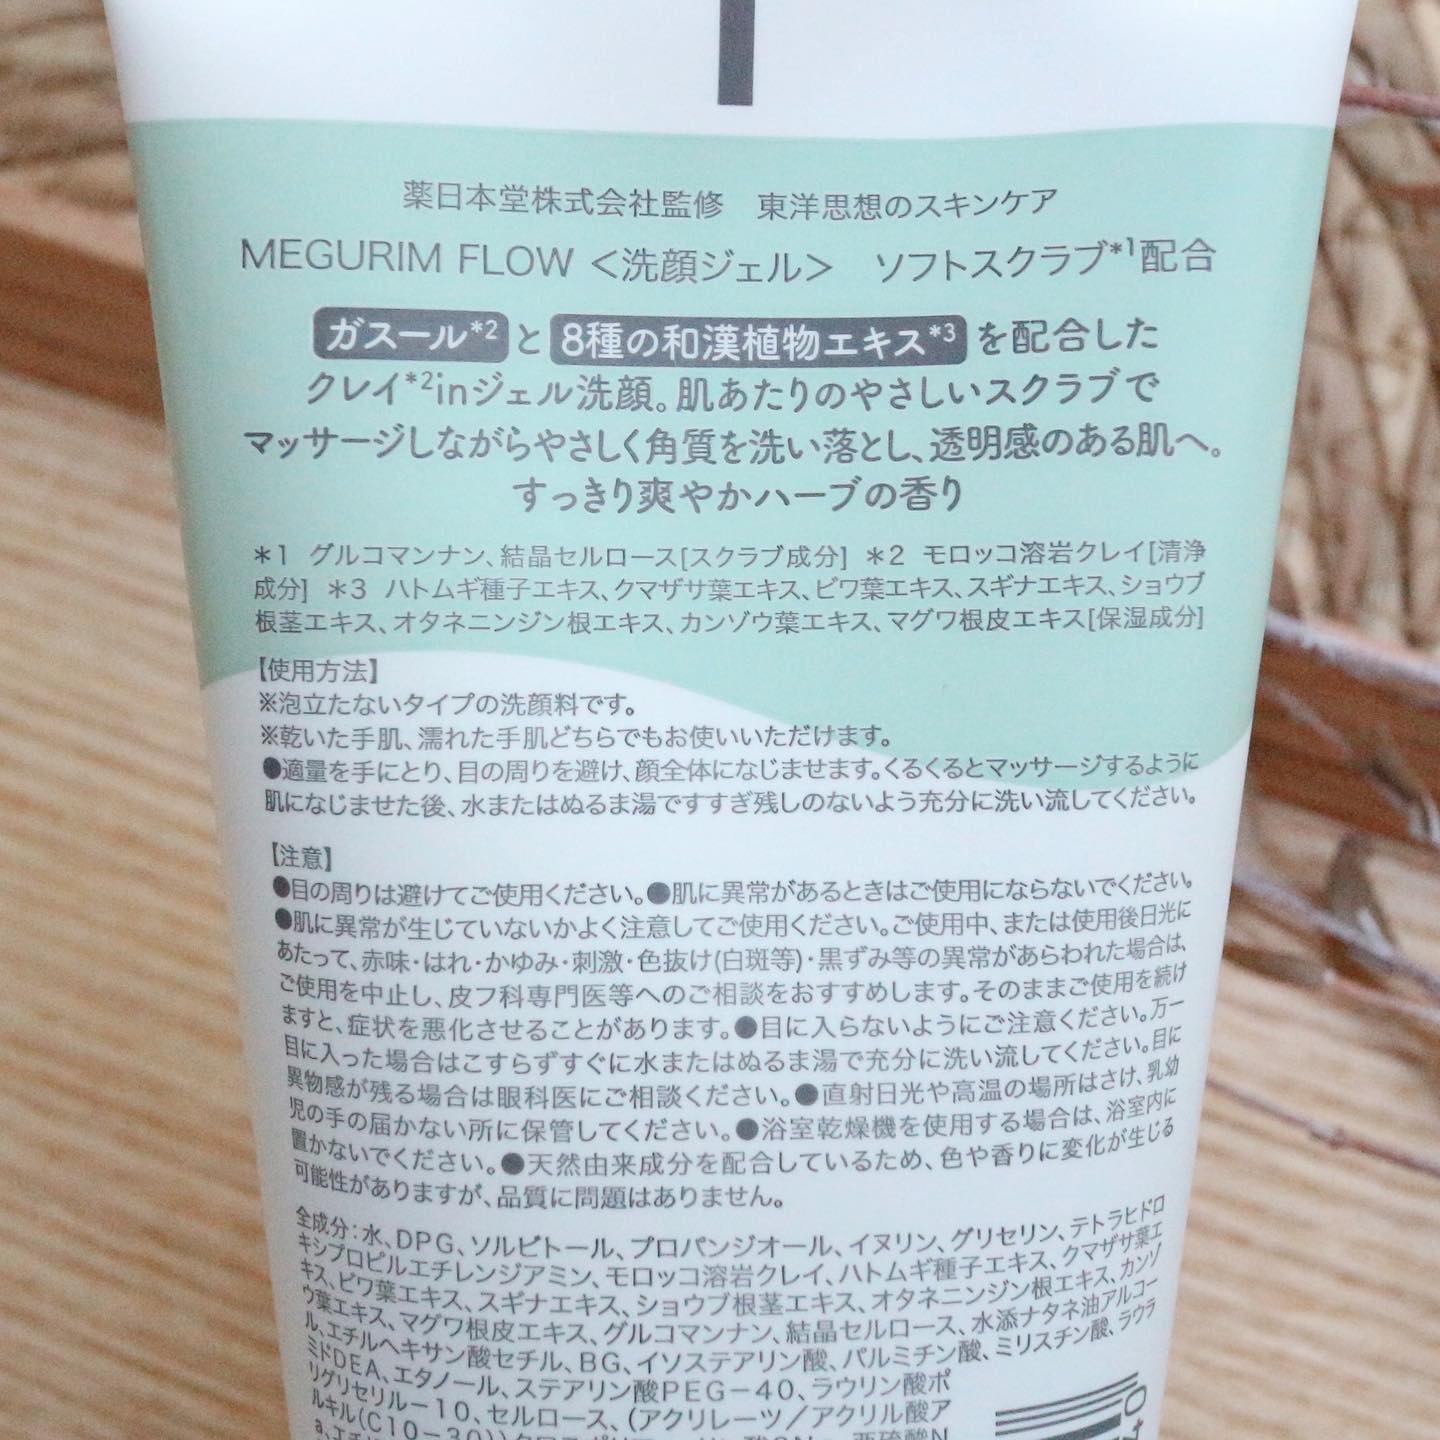 薬日本堂株式会社監修　東洋思想のスキンケア
MEGURIM FLOW ＜洗顔ジェル＞　ソフトスクラブ*1配合
ガスール*2 と 8種の和漢植物エキス*3 を配合した
クレイ*2inジェル洗顔。肌あたりのやさしいスクラブで
マッサージしながらやさしく角質を洗い落とし、透明感のある肌へ。
すっきり爽やかハーブの香り
＊1 グルコマンナン、結晶セルロース[スクラブ成分] ＊2 モロッコ溶岩クレイ[清浄
成分] ＊3 ハトムギ種子エキス、クマザサ葉エキス、ビワ葉エキス、スギナエキス、ショウブ
根茎エキス、オタネニンジン根エキス、カンゾウ葉エキス、マグワ根皮エキス[保湿成分]
【使用方法】
※泡立たないタイプの洗顔料です。
※乾いた手肌、濡れた手肌どちらでもお使いいただけます。
●適量を手にとり、目の周りを避け、顔全体になじませます。くるくるとマッサージするように
肌になじませた後、水またはぬるま湯ですすぎ残しのないよう充分に洗い流してください。
【注意】
●目の周りは避けてご使用ください。●肌に異常があるときはご使用にならないでください。
●肌に異常が生じていないかよく注意してご使用ください。ご使用中、または使用後日光に
あたって、赤味・はれ・かゆみ・刺激・色抜け(白斑等)・黒ずみ等の異常があらわれた場合は、
ご使用を中止し、皮フ科専門医等へのご相談をおすすめします。そのままご使用を続け
ますと、症状を悪化させることがあります。●目に入らないようにご注意ください。万一
目に入った場合はこすらずすぐに水またはぬるま湯で充分に洗い流してください。目に
異物感が残る場合は眼科医にご相談ください。●直射日光や高温の場所はさけ、乳幼
児の手の届かない所に保管してください。●浴室乾燥機を使用する場合は、浴室内に
置かないでください。●天然由来成分を配合しているため、色や香りに変化が生じる
可能性がありますが、品質に問題はありません。
全成分：水、DPG、ソルビトール、プロパンジオール、イヌリン、グリセリン、テトラヒドロ
キシプロピルエチレンジアミン、モロッコ溶岩クレイ、ハトムギ種子エキス、クマザサ葉エ
キス、ビワ葉エキス、スギナエキス、ショウブ根茎エキス、オタネニンジン根エキス、カンゾ
ウ葉エキス、マグワ根皮エキス、グルコマンナン、結晶セルロース、水添ナタネ油アルコー
ル、エチルヘキサン酸セチル、BG、イソステアリン酸、パルミチン酸、ミリスチン酸、ラウラ
ミドDEA、エタノール、ステアリン酸PEG－40、ラウリン酸ポ
リグリセリル－10、セルロース、(アクリレーツ／アクリル酸ア
ルキル(C10－30))